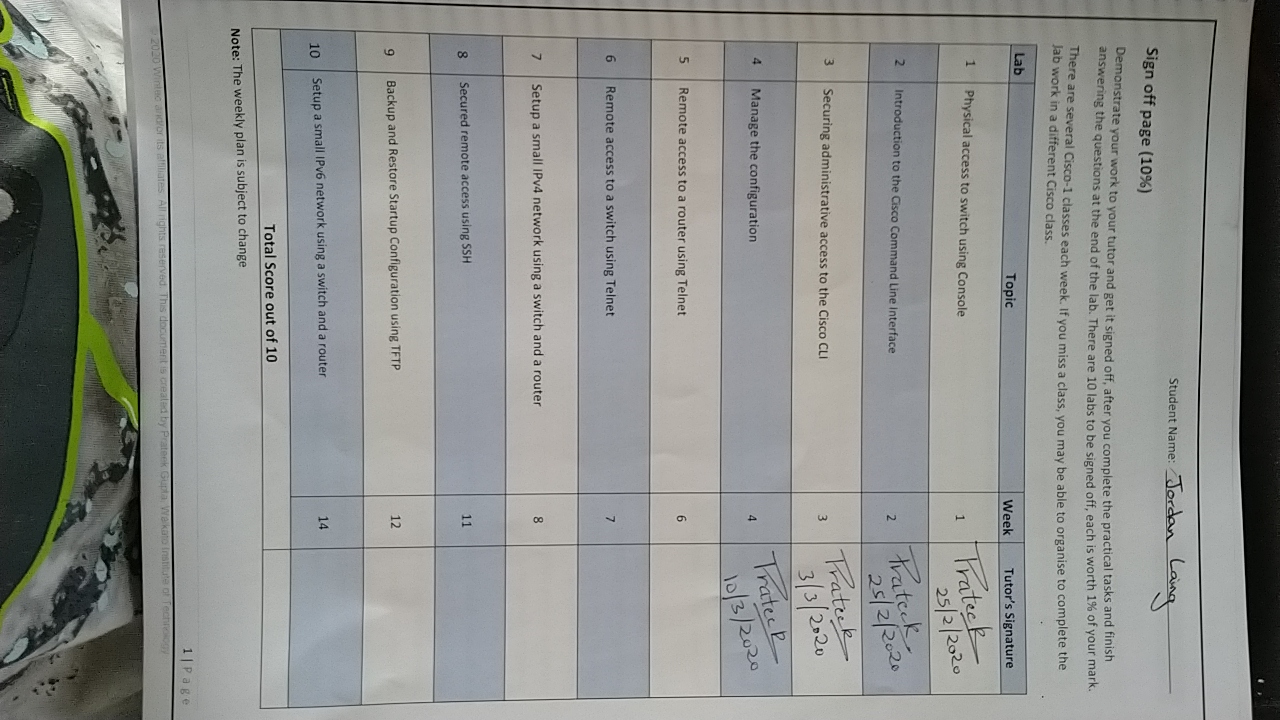 Student Name: Jordan Laing
Sign off page (10%)
Demonstrate your work to your tutor and get it signed off, after you complete the practical tasks and finish
answering the questions at the end of the lab. There are 10 labs to be signed off, each is worth 1% of your mark.
There are several Cisco-1 classes each week. If you miss a class, you may be able to organise to complete the
lab work in a different Cisco class.
Lab Topic Week Tutor's Signature
1 Physical access to switch using Console 1 Prateek 25/2/2020
2 Introduction to the Cisco Command Line Interface 2 Prateek 25/2/2020
3 Securing administrative access to the Cisco CLI 3 Prateek 3/3/2020
4 Manage the configuration 4 Prateek 10/3/2020
5 Remote access to a router using Telnet 6
6 Remote access to a switch using Telnet 7
7 Setup a small IPv4 network using a switch and a router 8
8 Secured remote access using SSH 11
9 Backup and Restore Startup Configuration using TFTP 12
10 Setup a small IPv6 network using a switch and a router 14
Total Score out of 10
Note: The weekly plan is subject to change
1 | Page
2020 Wintec and/or its affiliates. All rights reserved. This document is created by Prateek Gupta, Waikato Institute of Technology